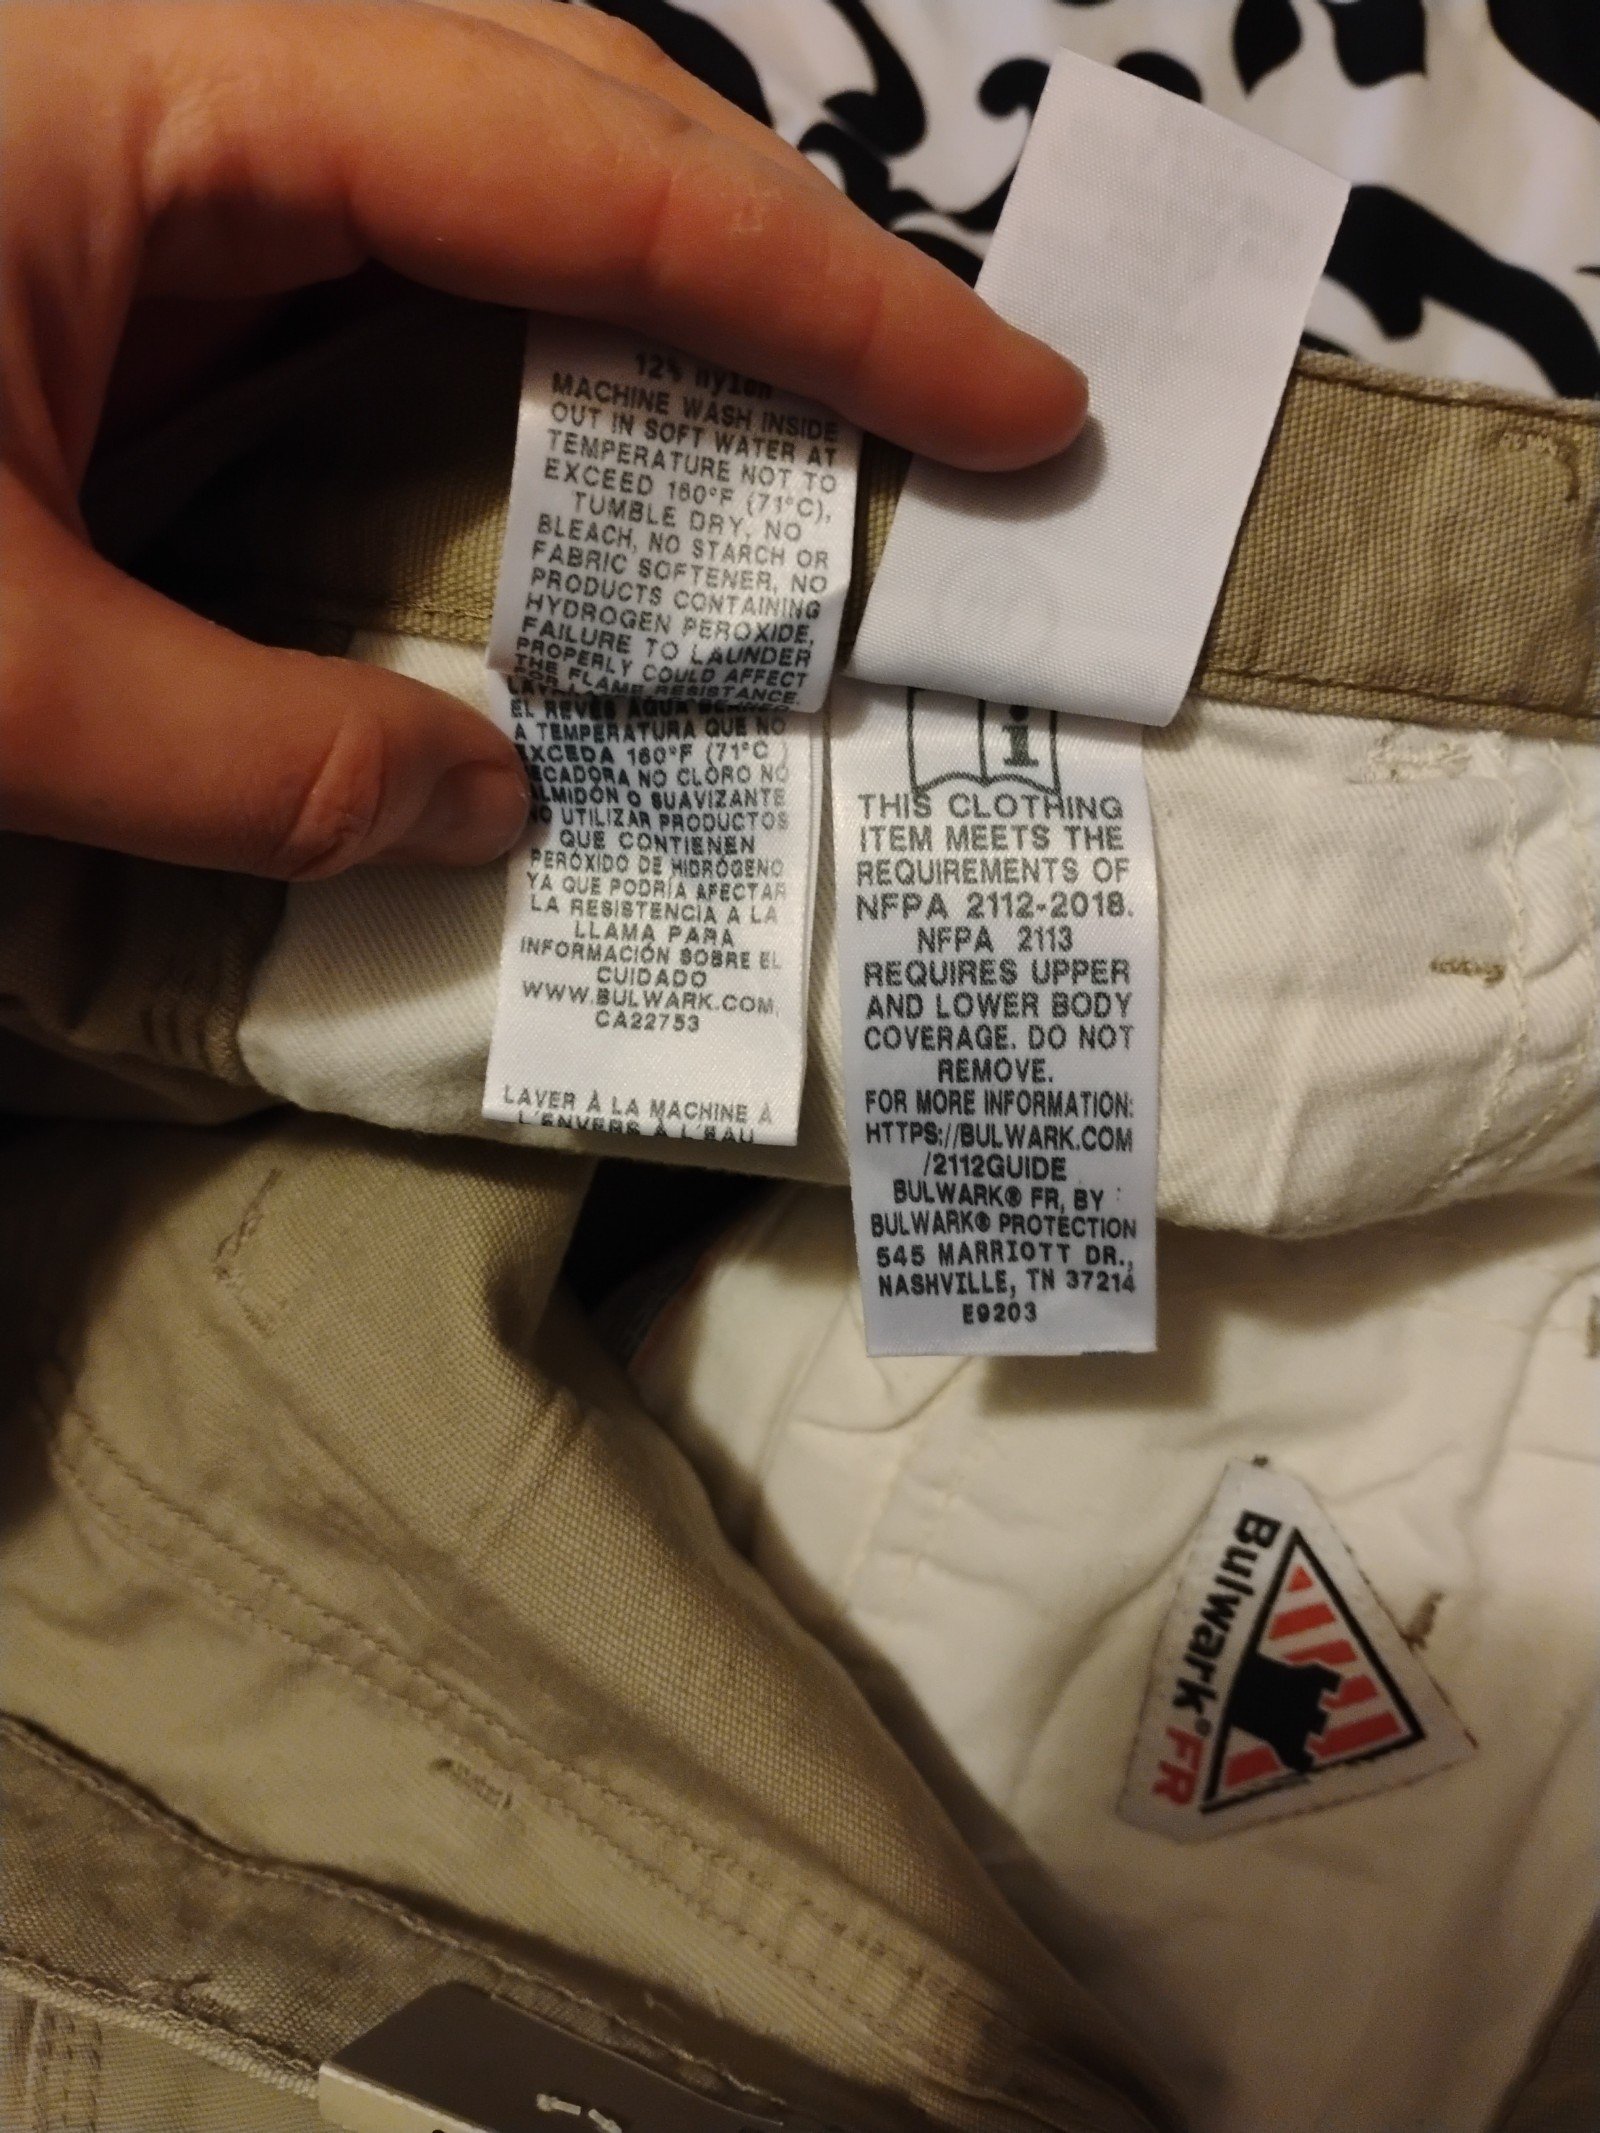 12% nylon
MACHINE WASH INSIDE
OUT IN SOFT WATER AT
TEMPERATURE NOT TO
EXCEED 160°F (71°C),
TUMBLE DRY, NO
BLEACH, NO STARCH OR
FABRIC SOFTENER, NO
PRODUCTS CONTAINING
HYDROGEN PEROXIDE,
FAILURE TO LAUNDER
PROPERLY COULD AFFECT
THE FLAME RESISTANCE.
EL REVÉS AGUA
A TEMPERATURA QUE NO
EXCEDA 160°F (71°C)
ECADORA NO CLORO NO
ALMIDÓN O SUAVIZANTE
NO UTILIZAR PRODUCTOS
QUE CONTIENEN
PERÓXIDO DE HIDRÓGENO
YA QUE PODRÍA AFECTAR
LA RESISTENCIA A LA
LLAMA PARA
INFORMACIÓN SOBRE EL
CUIDADO
WWW.BULWARK.COM,
CA22753
LAVER À LA MACHINE À
L'ENVERS À L'EAU
i
THIS CLOTHING
ITEM MEETS THE
REQUIREMENTS OF
NFPA 2112-2018.
NFPA 2113
REQUIRES UPPER
AND LOWER BODY
COVERAGE. DO NOT
REMOVE.
FOR MORE INFORMATION:
HTTPS://BULWARK.COM
/2112GUIDE
BULWARK® FR, BY
BULWARK® PROTECTION
545 MARRIOTT DR.,
NASHVILLE, TN 37214
E9203
Bulwark® FR